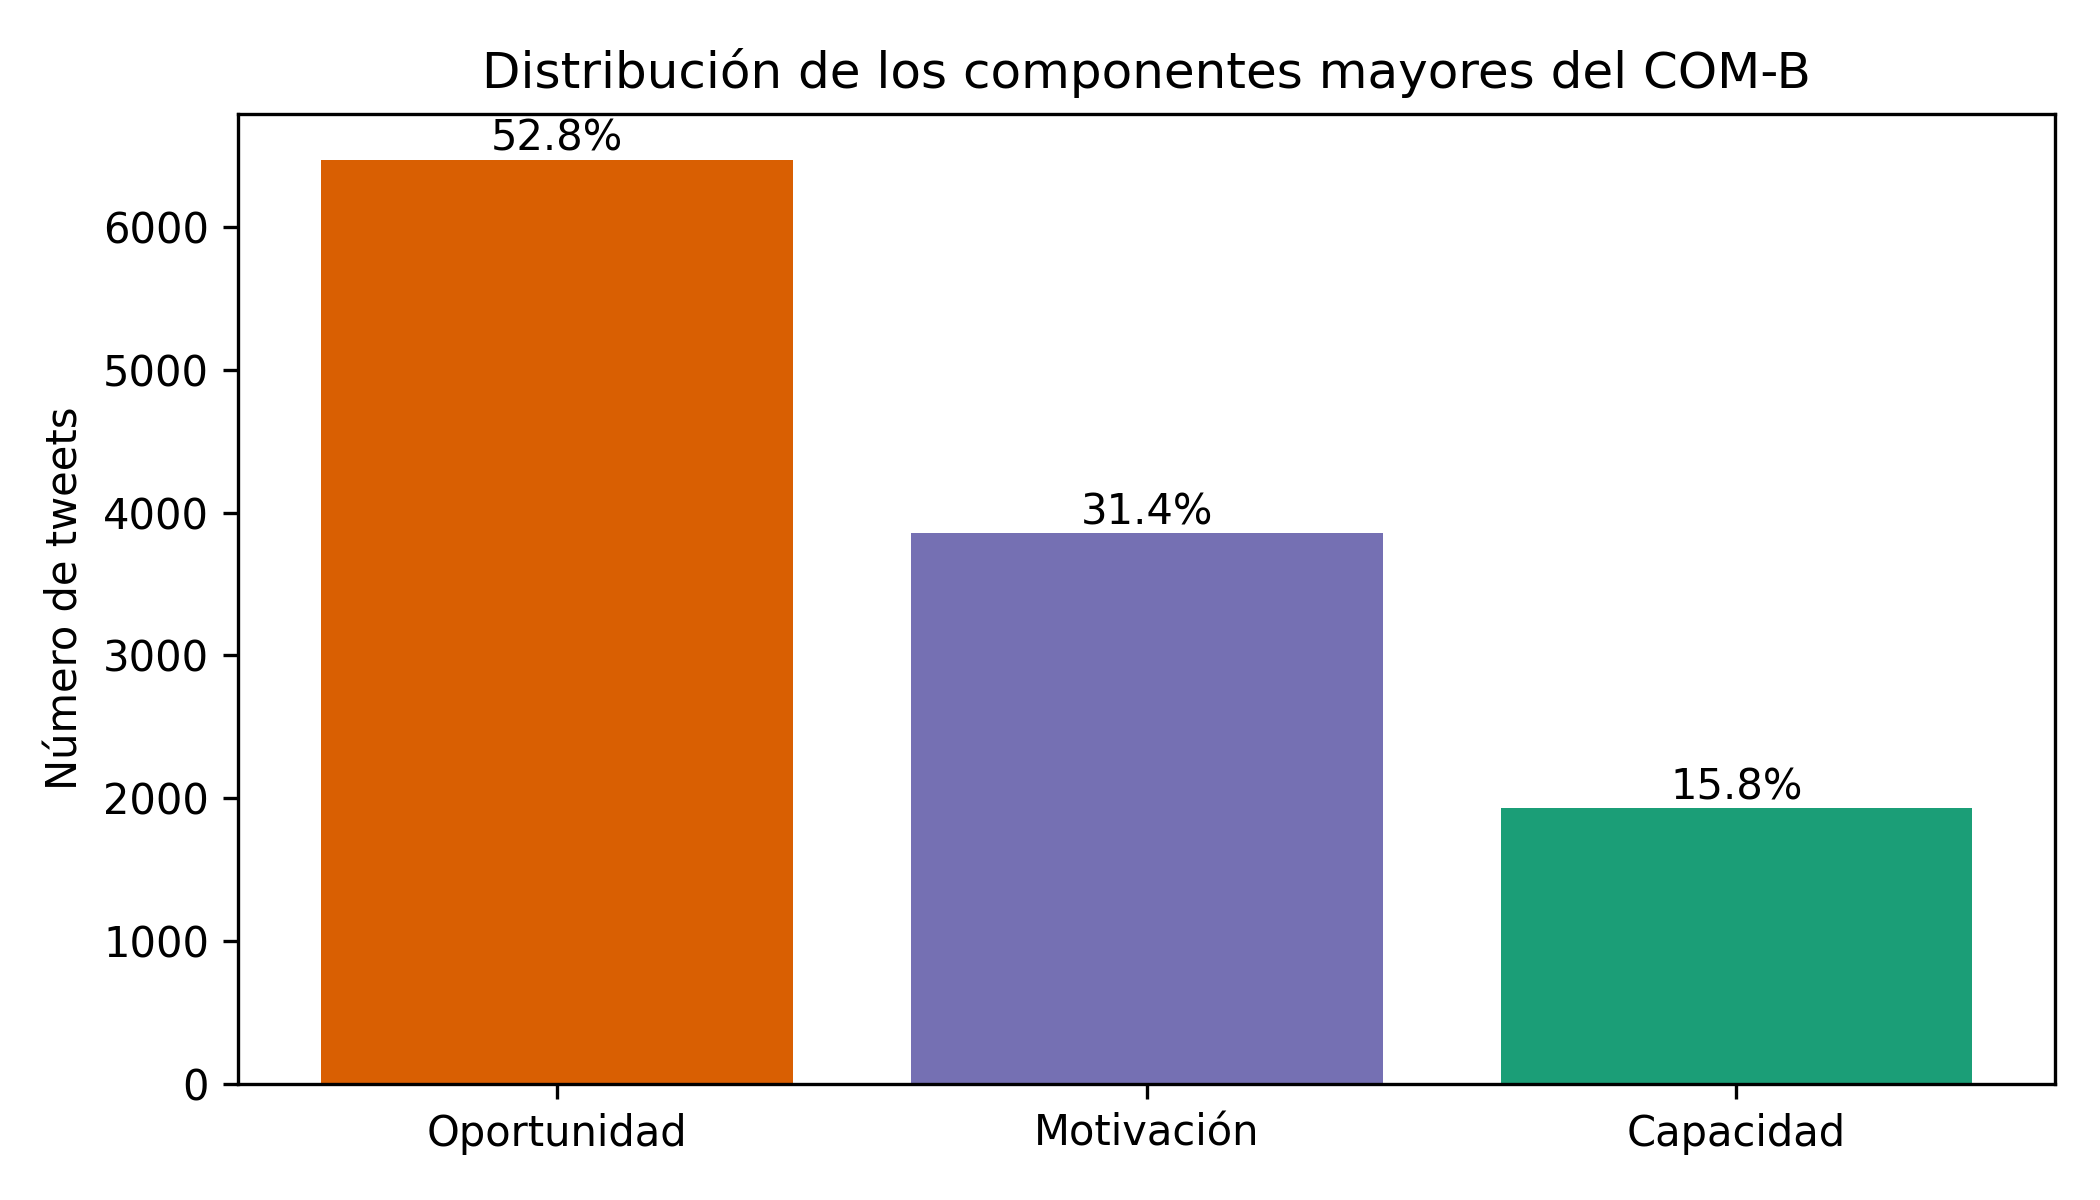 Distribución de los componentes mayores del COM-B
Número de tweets
6000
5000
4000
3000
2000
1000
0
52.8%
31.4%
15.8%
Oportunidad
Motivación
Capacidad